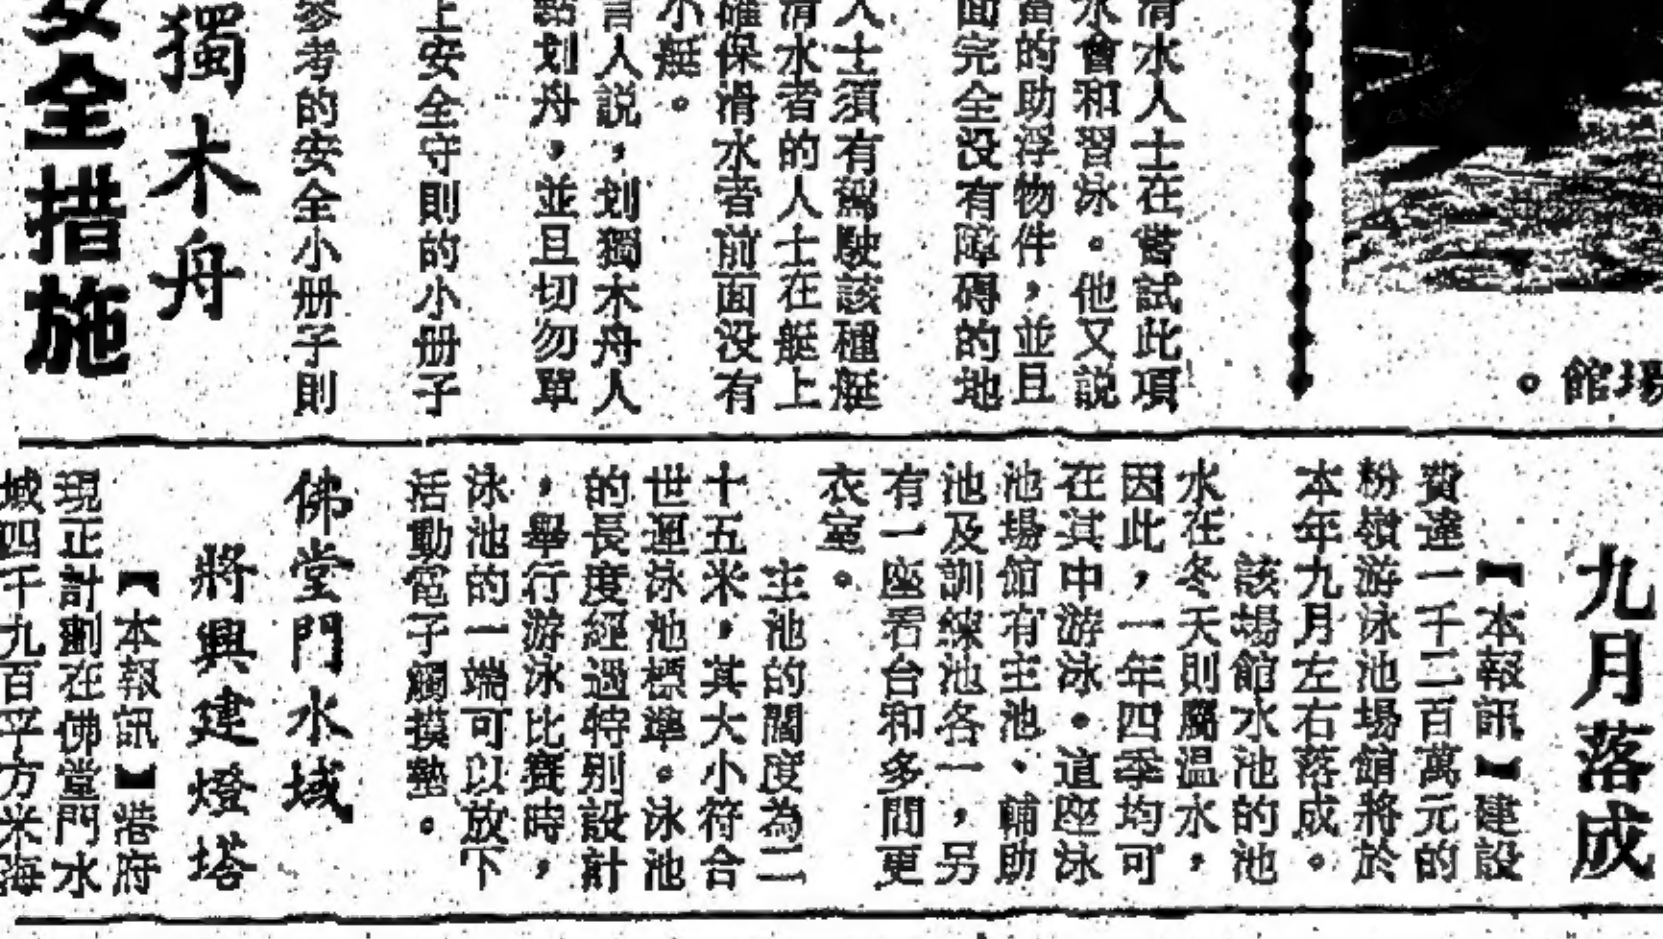 場館。
清水人士在嘗試此項
水會和習泳。他又説
當的助浮物件，並且
面完全没有障碍的地
人士須有駕駛該種艇
滑水者的人士在艇上
確保滑水者前面没有
小艇。
言人説，划獨木舟人
點划舟，並且切勿單
上安全守則的小册子
參考的安全小册子則
獨木舟
安全措施
九月落成
【本報訊】建設
費達一千二百萬元的
粉嶺游泳池場館將於
本年九月左右落成。
該場館水池的池
水在冬天則屬温水，
因此，一年四季均可
在其中游泳。這座泳
池場館有主池、輔助
池及訓練池各一，另
有一座看台和多間更
衣室。
主池的闊度為二
十五米，其大小符合
世運泳池標準。泳池
的長度經過特别設計
，舉行游泳比賽時，
泳池的一端可以放下
活動電子觸摸墊。
佛堂門水域
將興建燈塔
【本報訊】港府
現正計劃在佛堂門水
域四千九百平方米海